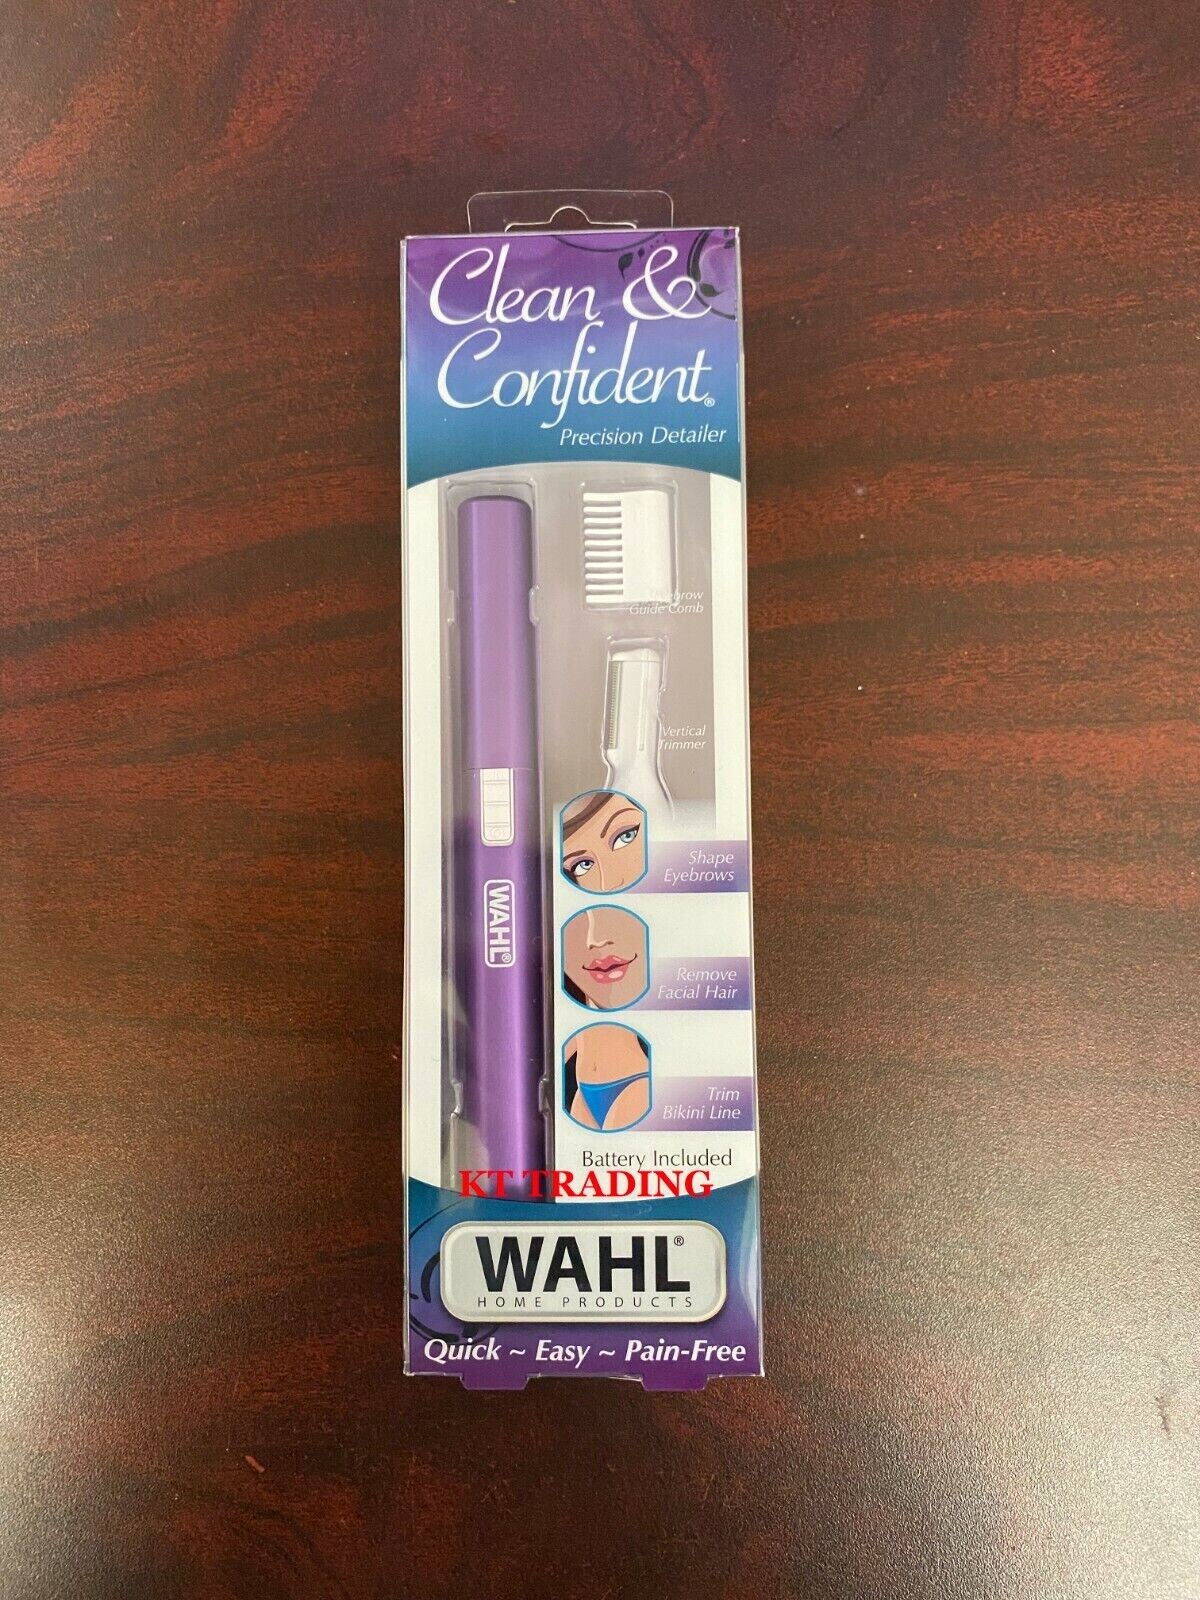 Clean &
Confident®
Precision Detailer
Guide Comb
Vertical
Trimmer
WAHL®
Shape
Eyebrows
Remove
Facial Hair
Trim
Bikini Line
Battery Included
KT TRADING
WAHL®
HOME PRODUCTS
Quick ~ Easy ~ Pain-Free